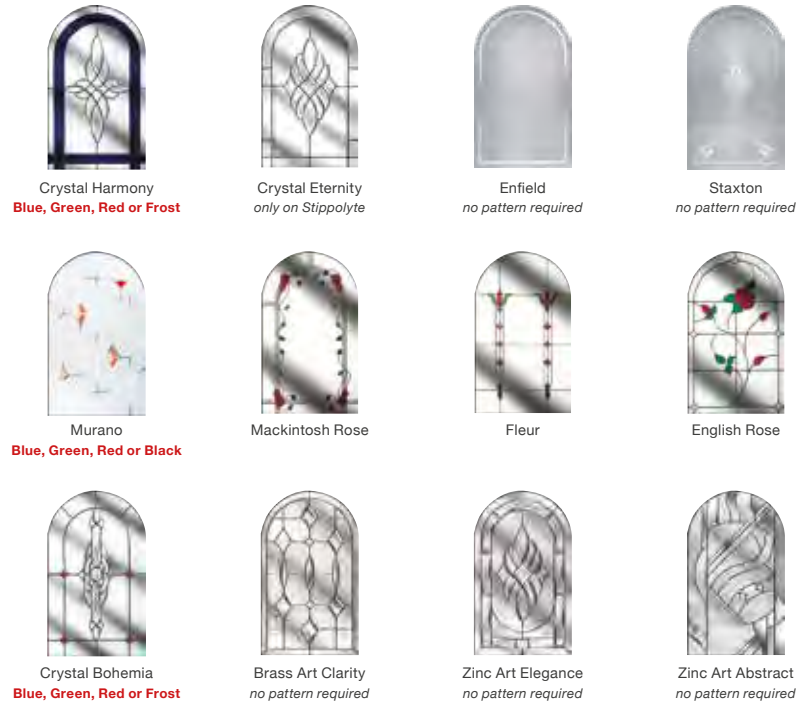 Crystal Harmony
Blue, Green, Red or Frost
Crystal Eternity
only on Stippolyte
Enfield
no pattern required
Staxton
no pattern required
Murano
Blue, Green, Red or Black
Mackintosh Rose
Fleur
English Rose
Crystal Bohemia
Blue, Green, Red or Frost
Brass Art Clarity
no pattern required
Zinc Art Elegance
no pattern required
Zinc Art Abstract
no pattern required